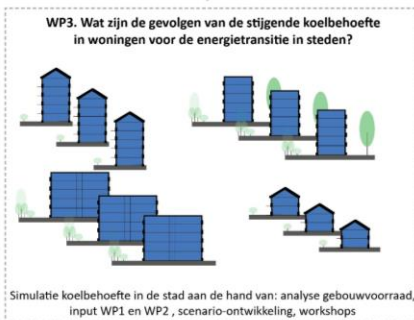 WP3. Wat zijn de gevolgen van de stijgende koelbehoefte
in woningen voor de energietransitie in steden?
Simulatie koelbehoefte in de stad aan de hand van: analyse gebouwvoorraad,
input WP1 en WP2 , scenario-ontwikkeling, workshops